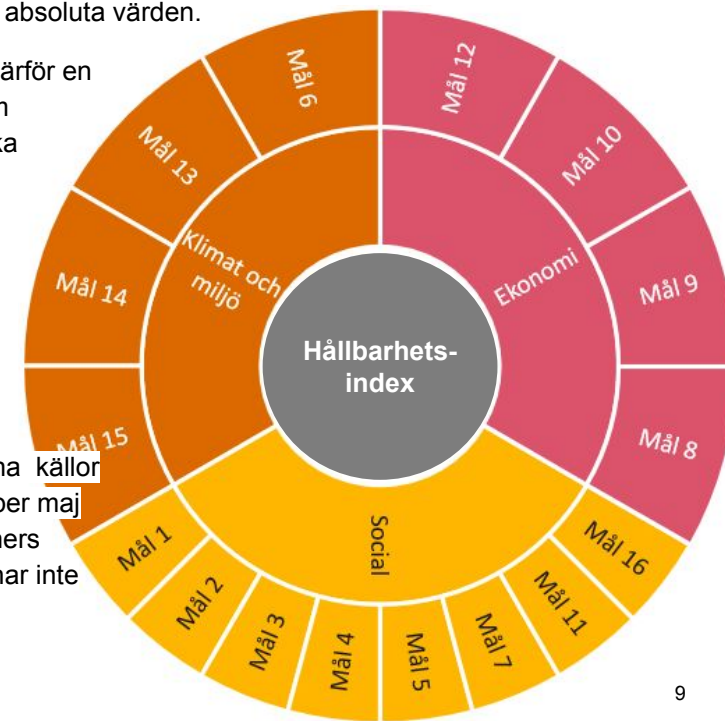 absoluta värden.
ärför en
ka
na källor
per maj
ners
nar inte
Mål 6
Mål 12
Mål 13
Mål 10
Mål 14
Mål 9
Mål 15
Mål 8
Klimat och
miljö
Ekonomi
Hållbarhets-
index
Social
Mål 1
Mål 2
Mål 3
Mål 4
Mål 5
Mål 7
Mål 11
Mål 16
9